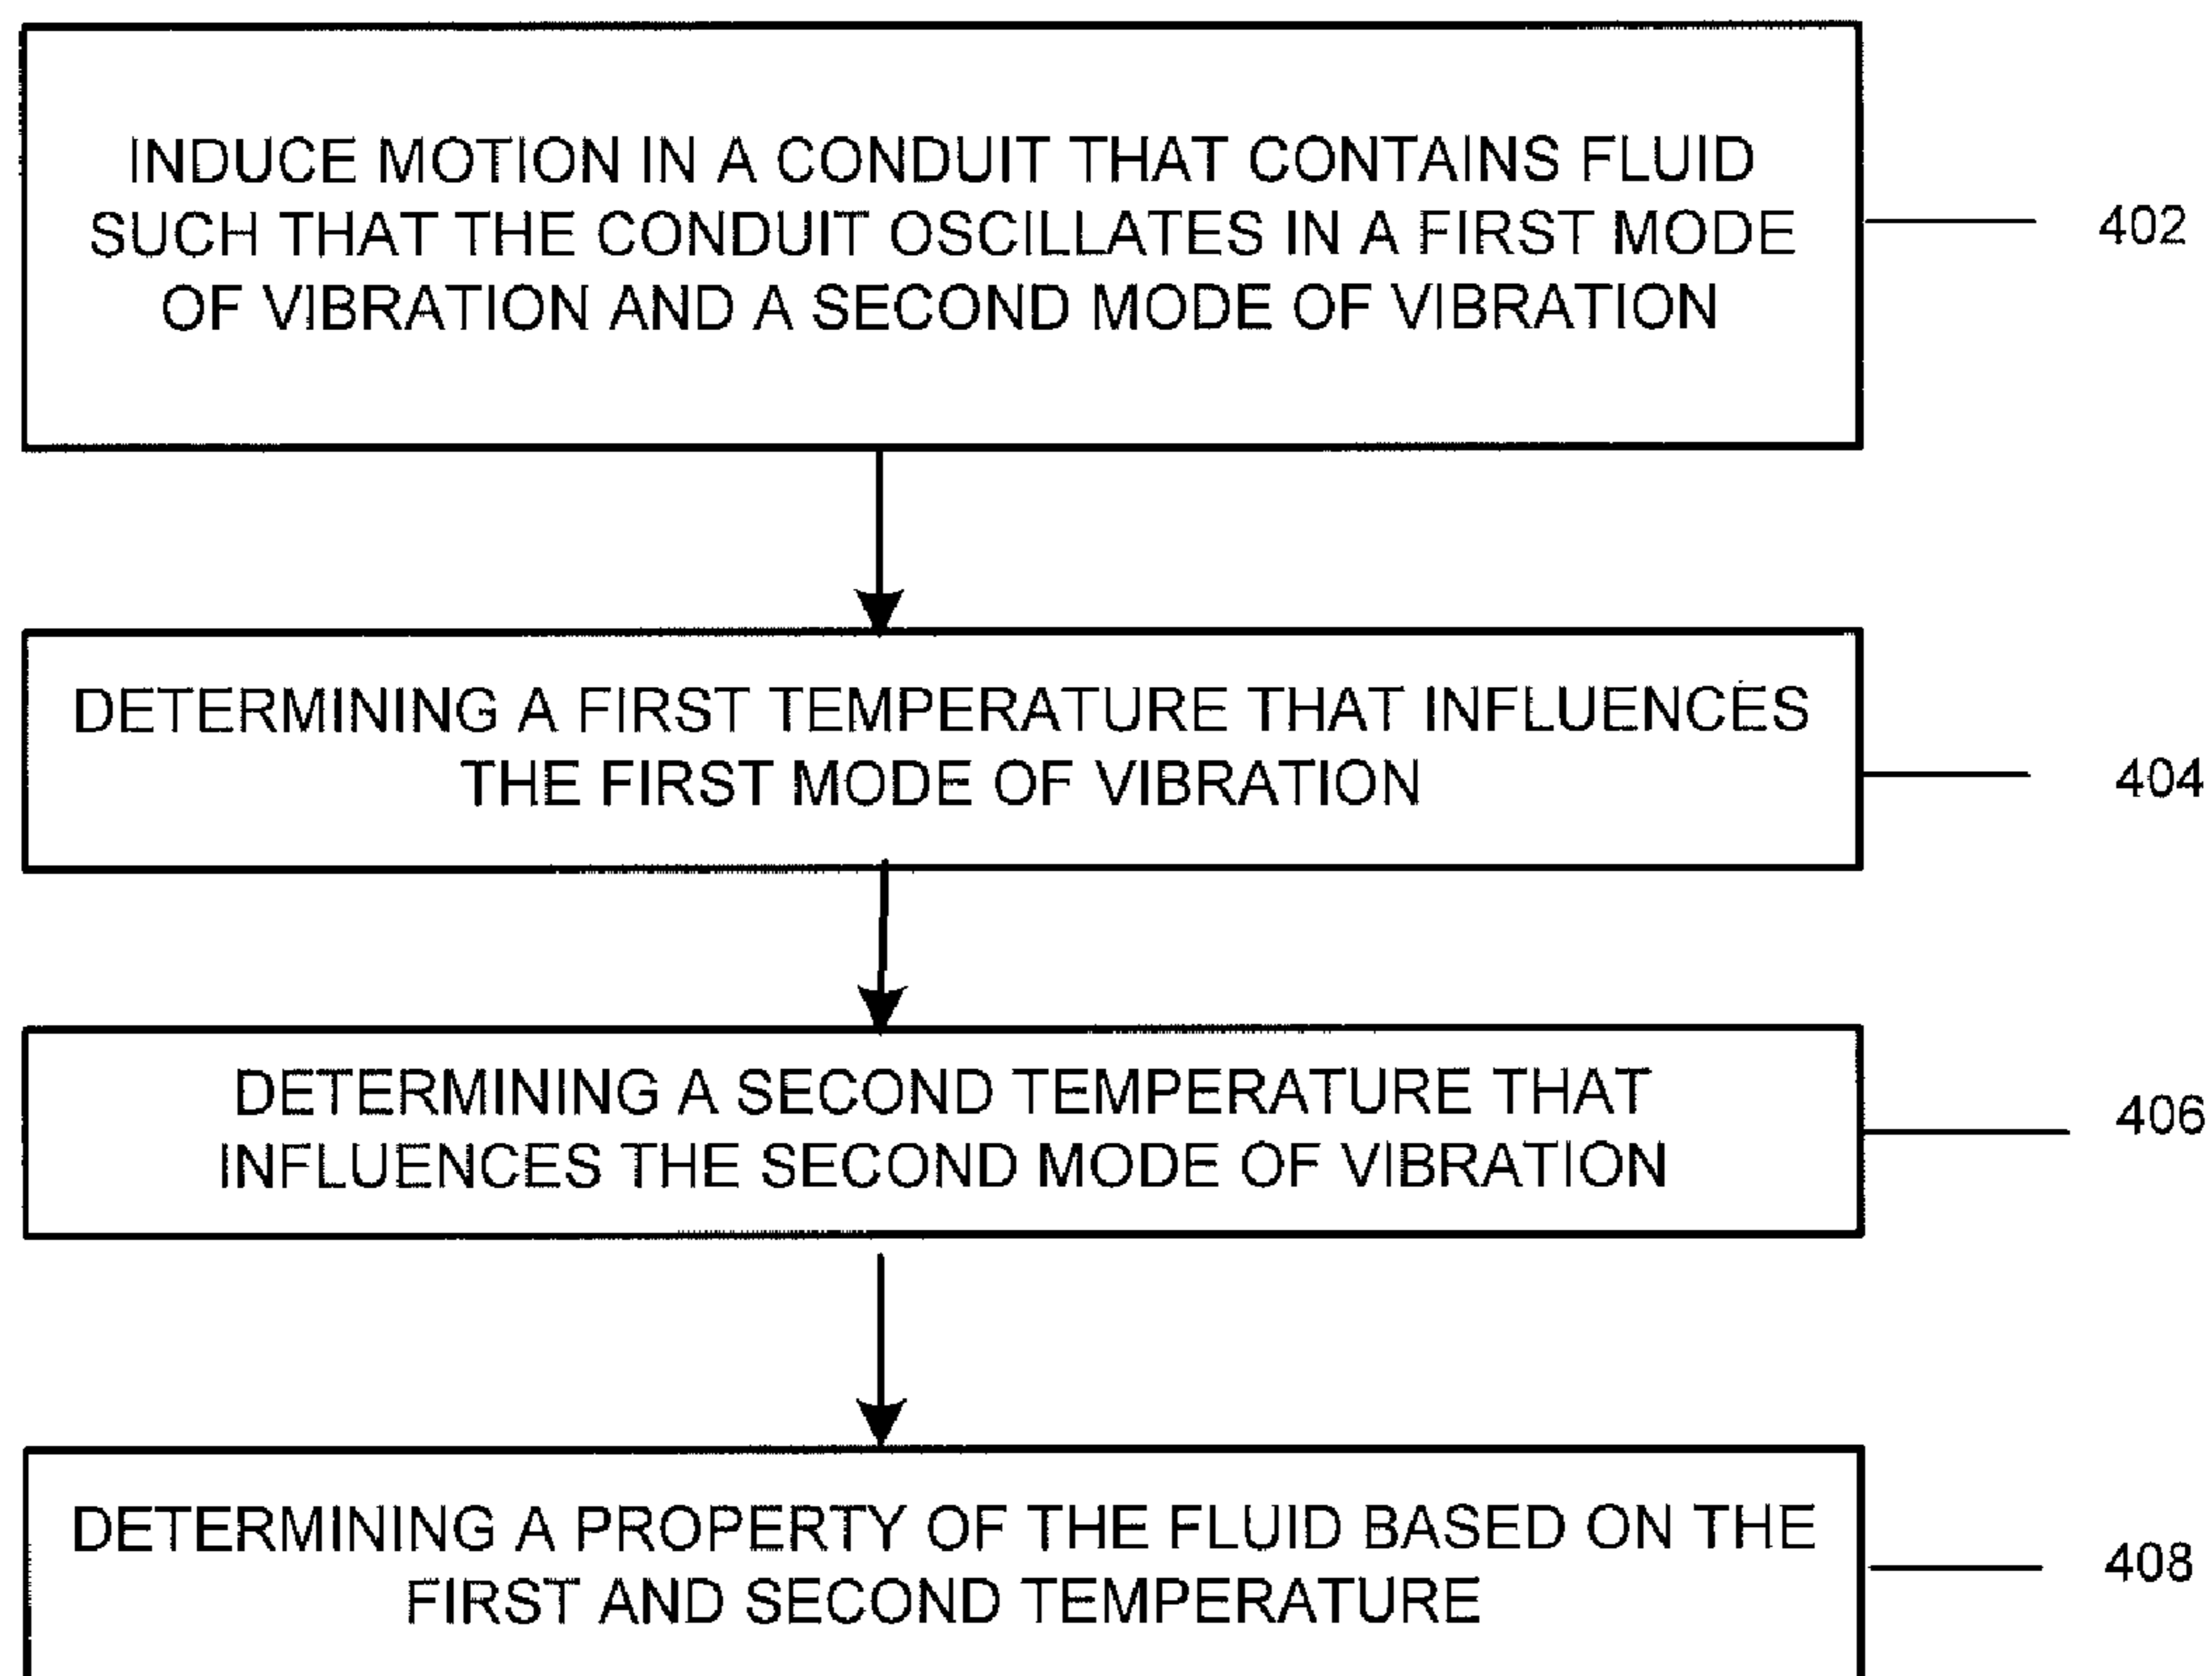 INDUCE MOTION IN A CONDUIT THAT CONTAINS FLUID
SUCH THAT THE CONDUIT OSCILLATES IN A FIRST MODE
OF VIBRATION AND A SECOND MODE OF VIBRATION
402
DETERMINING A FIRST TEMPERATURE THAT INFLUENCES
THE FIRST MODE OF VIBRATION
404
DETERMINING A SECOND TEMPERATURE THAT
INFLUENCES THE SECOND MODE OF VIBRATION
406
DETERMINING A PROPERTY OF THE FLUID BASED ON THE
FIRST AND SECOND TEMPERATURE
408